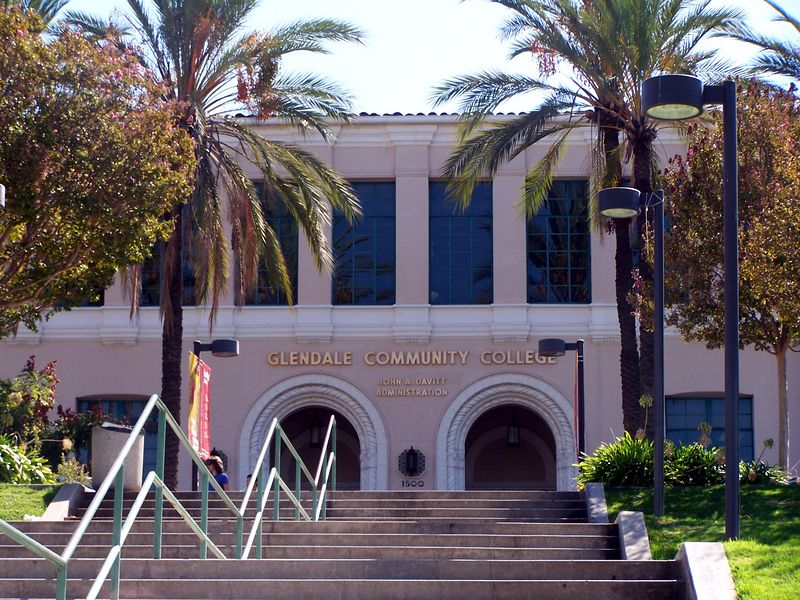 GLENDALE COMMUNITY COLLEGE
JOHN A DAVITT
ADMINISTRATION
1500